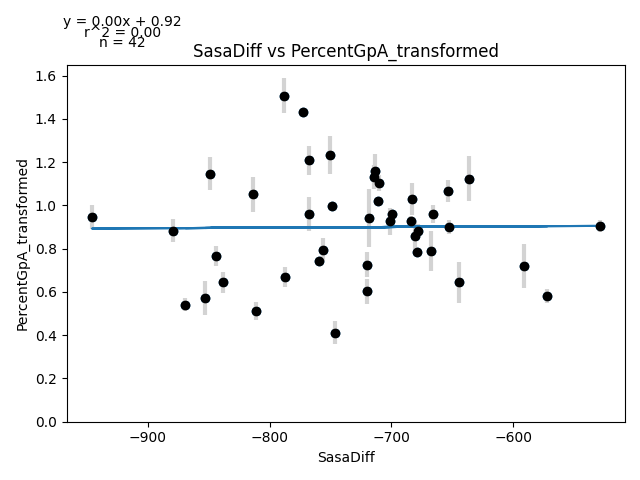 y = 0.00x + 0.92
r^2 = 0.00
n = 42
SasaDiff vs PercentGpA_transformed
1.6
1.4
1.2
1.0
0.8
0.6
0.4
0.2
0.0
PercentGpA_transformed
−900
−800
−700
−600
SasaDiff